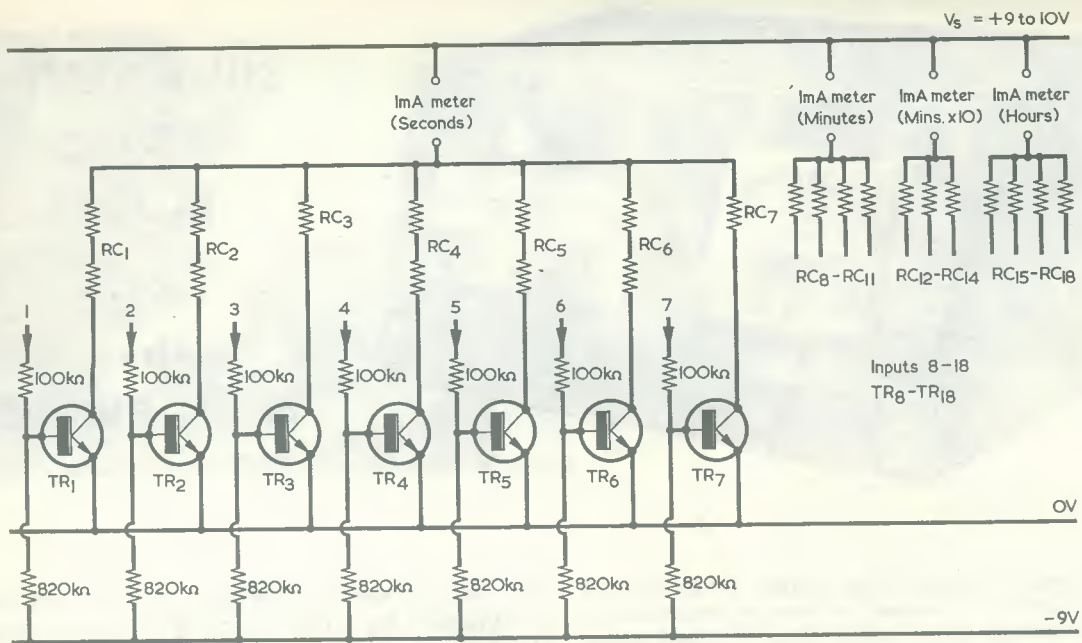 Vs = +9 to 10V
1mA meter
(Seconds)
1mA meter
(Minutes)
1mA meter
(Mins. x10)
1mA meter
(Hours)
RC1
RC2
RC3
RC4
RC5
RC6
RC7
RC8-RC11
RC12-RC14
RC15-RC18
1
2
3
4
5
6
7
100kΩ
100kΩ
100kΩ
100kΩ
100kΩ
100kΩ
100kΩ
Inputs 8-18
TR8-TR18
TR1
TR2
TR3
TR4
TR5
TR6
TR7
0V
820kΩ
820kΩ
820kΩ
820kΩ
820kΩ
820kΩ
820kΩ
-9V